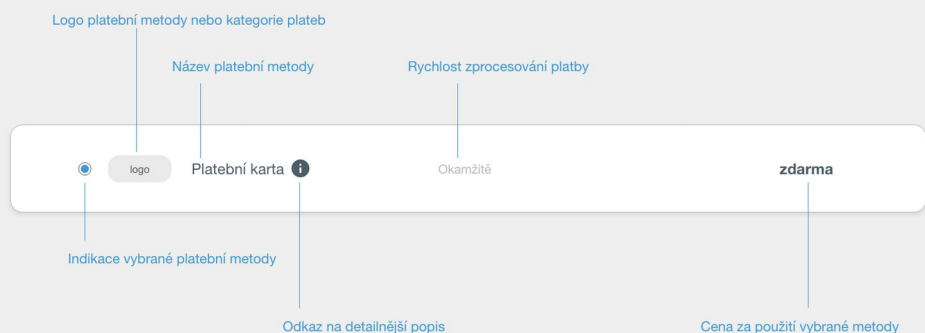 Logo platební metody nebo kategorie plateb
Název platební metody
Rychlost zprocesování platby
logo
Platební karta i
Okamžitě
zdarma
Indikace vybrané platební metody
Odkaz na detailnější popis
Cena za použití vybrané metody